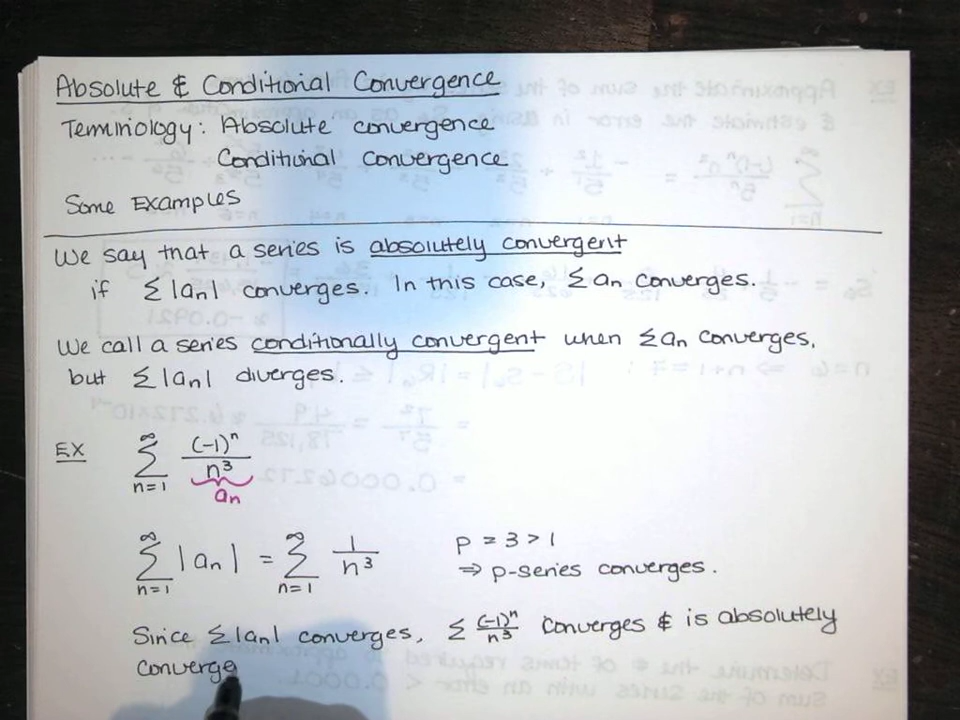 Absolute & Conditional Convergence
Terminology: Absolute convergence
Conditional convergence
Some Examples
We say that a series is absolutely convergent
if Σ|an| converges. In this case, Σ an converges.
We call a series conditionally convergent when Σ an converges,
but Σ|an| diverges.
EX ∞ Σ n=1 (-1)^n / n^3
an
∞ Σ n=1 |an| = ∞ Σ n=1 1/n^3 p = 3 > 1
⇒ p-series converges.
Since Σ|an| converges, Σ (-1)^n/n^3 converges & is absolutely
converge